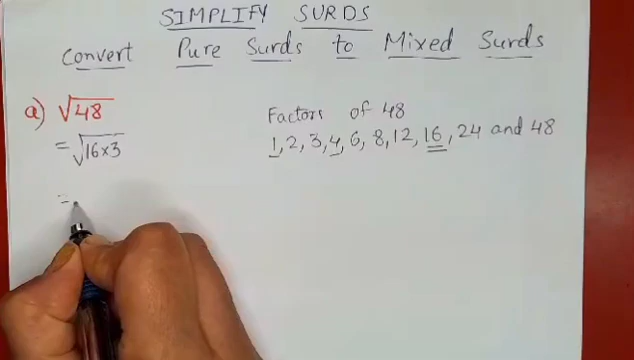 SIMPLIFY SURDS
Convert Pure Surds to Mixed Surds
a) √48
= √16×3
=
Factors of 48
1, 2, 3, 4, 6, 8, 12, 16, 24 and 48